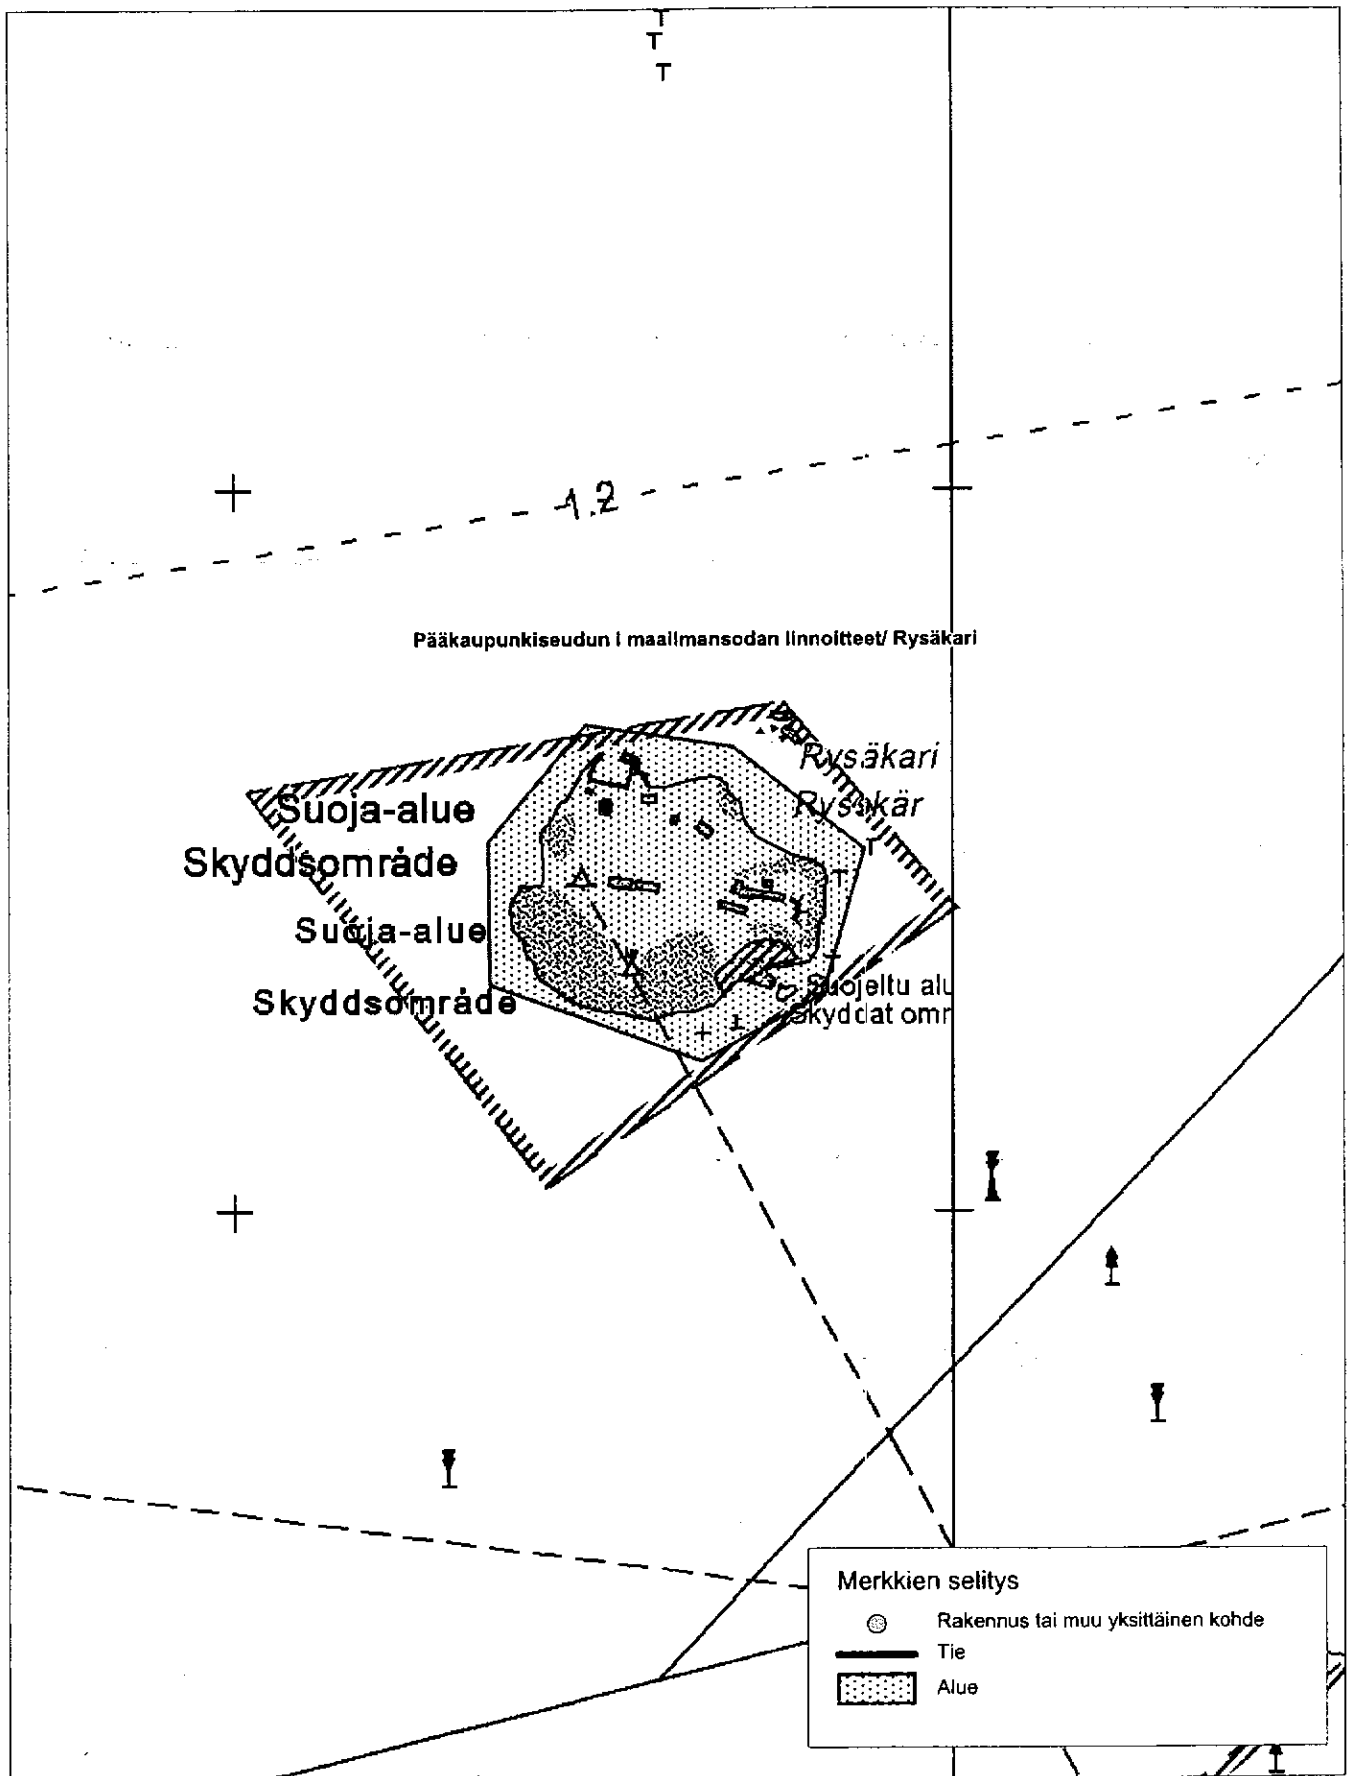 1.2
Pääkaupunkiseudun I maailmansodan linnoitteet/ Rysäkari
Rysäkari
Rysäkär
Suoja-alue
Skyddsområde
Suoja-alue
Skyddsområde
Suojeltu alu
Skyddat omr
Merkkien selitys
Rakennus tai muu yksittäinen kohde
Tie
Alue